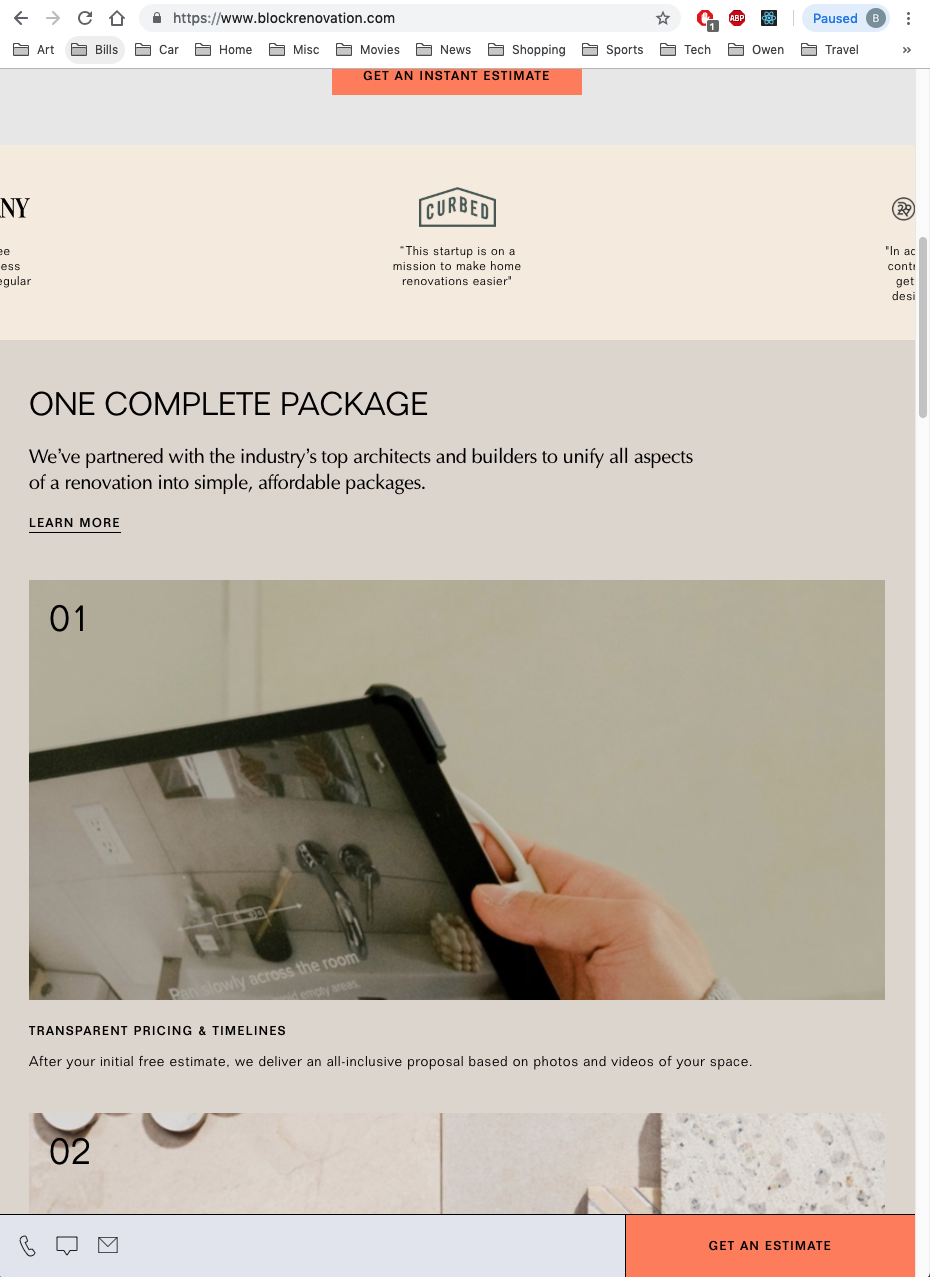 https://www.blockrenovation.com
1
ABP
Paused
B
Art
Bills
Car
Home
Misc
Movies
News
Shopping
Sports
Tech
Owen
Travel
»
GET AN INSTANT ESTIMATE
NY
CURBED
29
ee
ess
egular
“This startup is on a
mission to make home
renovations easier"
"In ac
contr
get
desi
ONE COMPLETE PACKAGE
We’ve partnered with the industry’s top architects and builders to unify all aspects
of a renovation into simple, affordable packages.
LEARN MORE
01
Pan slowly across the room
empty areas.
TRANSPARENT PRICING & TIMELINES
After your initial free estimate, we deliver an all-inclusive proposal based on photos and videos of your space.
02
GET AN ESTIMATE